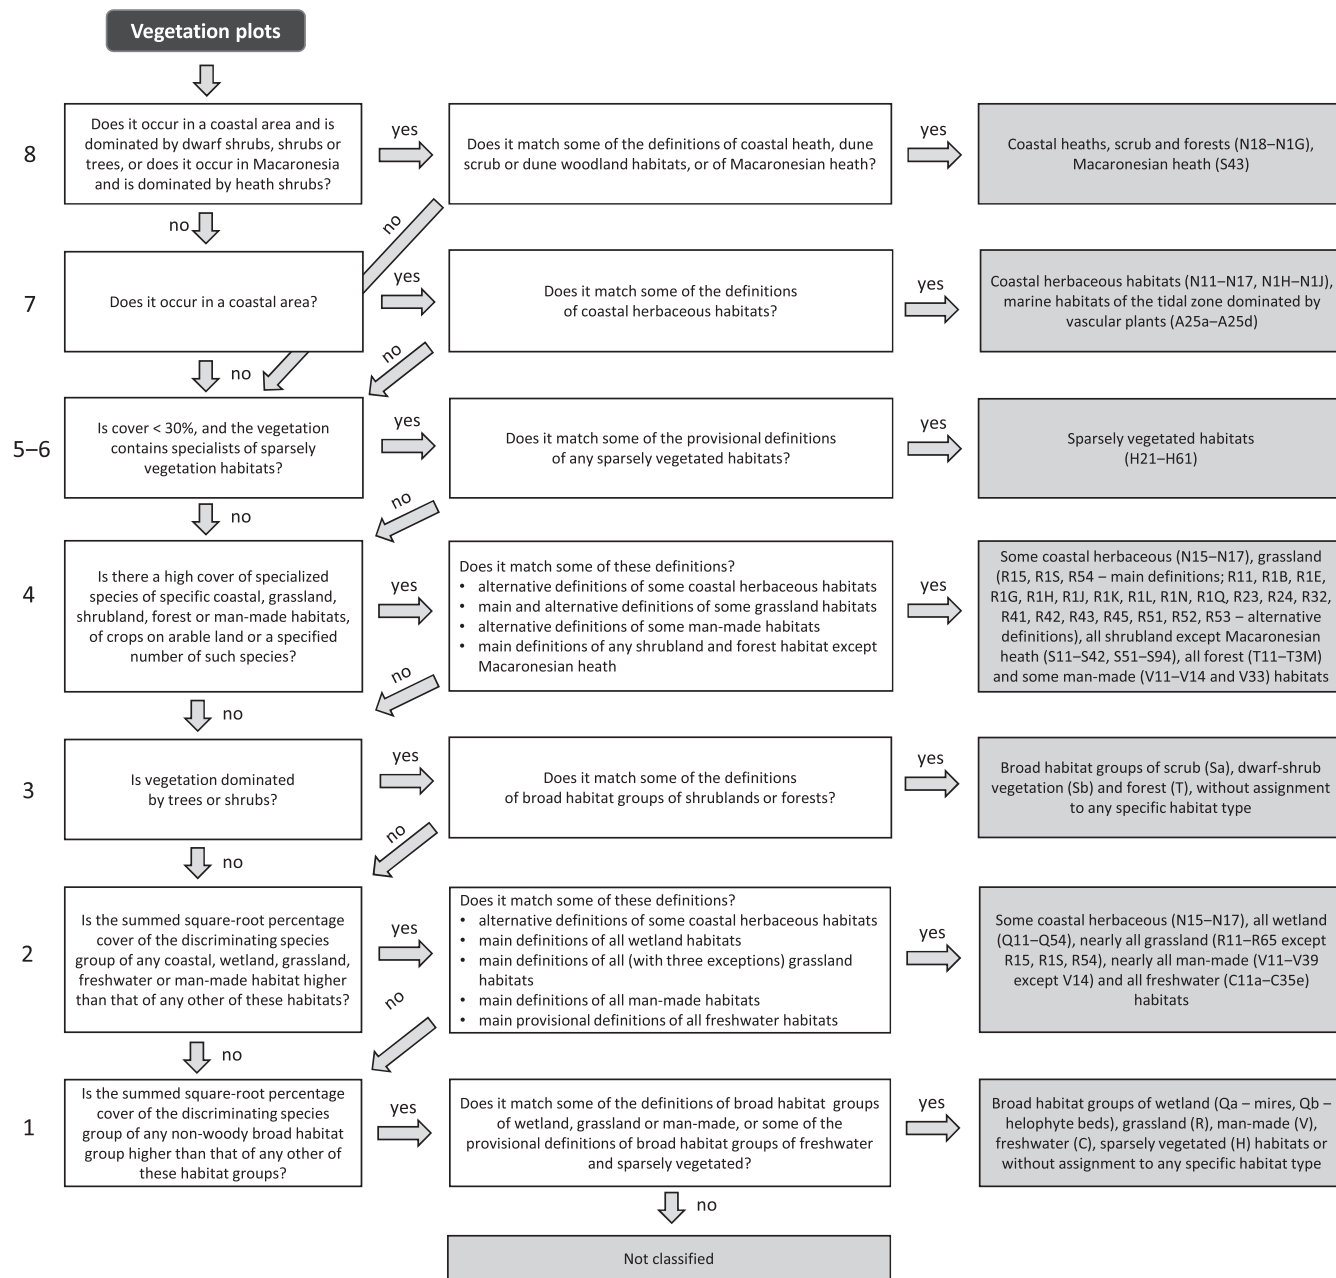 Vegetation plots
8
Does it occur in a coastal area and is
dominated by dwarf shrubs, shrubs or
trees, or does it occur in Macaronesia
and is dominated by heath shrubs?
yes
Does it match some of the definitions of coastal heath, dune
scrub or dune woodland habitats, or of Macaronesian heath?
yes
Coastal heaths, scrub and forests (N18–N1G),
Macaronesian heath (S43)
no
no
7
Does it occur in a coastal area?
yes
Does it match some of the definitions
of coastal herbaceous habitats?
yes
Coastal herbaceous habitats (N11–N17, N1H–N1J),
marine habitats of the tidal zone dominated by
vascular plants (A25a–A25d)
no
no
5–6
Is cover < 30%, and the vegetation
contains specialists of sparsely
vegetation habitats?
yes
Does it match some of the provisional definitions
of any sparsely vegetated habitats?
yes
Sparsely vegetated habitats
(H21–H61)
no
no
4
Is there a high cover of specialized
species of specific coastal, grassland,
shrubland, forest or man-made habitats,
of crops on arable land or a specified
number of such species?
yes
Does it match some of these definitions?
• alternative definitions of some coastal herbaceous habitats
• main and alternative definitions of some grassland habitats
• alternative definitions of some man-made habitats
• main definitions of any shrubland and forest habitat except
Macaronesian heath
yes
Some coastal herbaceous (N15–N17), grassland
(R15, R1S, R54 – main definitions; R11, R1B, R1E,
R1G, R1H, R1J, R1K, R1L, R1N, R1Q, R23, R24, R32,
R41, R42, R43, R45, R51, R52, R53 – alternative
definitions), all shrubland except Macaronesian
heath (S11–S42, S51–S94), all forest (T11–T3M)
and some man-made (V11–V14 and V33) habitats
no
no
3
Is vegetation dominated
by trees or shrubs?
yes
Does it match some of the definitions
of broad habitat groups of shrublands or forests?
yes
Broad habitat groups of scrub (Sa), dwarf-shrub
vegetation (Sb) and forest (T), without assignment
to any specific habitat type
no
no
2
Is the summed square-root percentage
cover of the discriminating species
group of any coastal, wetland, grassland,
freshwater or man-made habitat higher
than that of any other of these habitats?
yes
Does it match some of these definitions?
• alternative definitions of some coastal herbaceous habitats
• main definitions of all wetland habitats
• main definitions of all (with three exceptions) grassland
habitats
• main definitions of all man-made habitats
• main provisional definitions of all freshwater habitats
yes
Some coastal herbaceous (N15–N17), all wetland
(Q11–Q54), nearly all grassland (R11–R65 except
R15, R1S, R54), nearly all man-made (V11–V39
except V14) and all freshwater (C11a–C35e)
habitats
no
no
1
Is the summed square-root percentage
cover of the discriminating species
group of any non-woody broad habitat
group higher than that of any other of
these habitat groups?
yes
Does it match some of the definitions of broad habitat groups
of wetland, grassland or man-made, or some of the
provisional definitions of broad habitat groups of freshwater
and sparsely vegetated?
yes
Broad habitat groups of wetland (Qa – mires, Qb –
helophyte beds), grassland (R), man-made (V),
freshwater (C), sparsely vegetated (H) habitats or
without assignment to any specific habitat type
no
Not classified